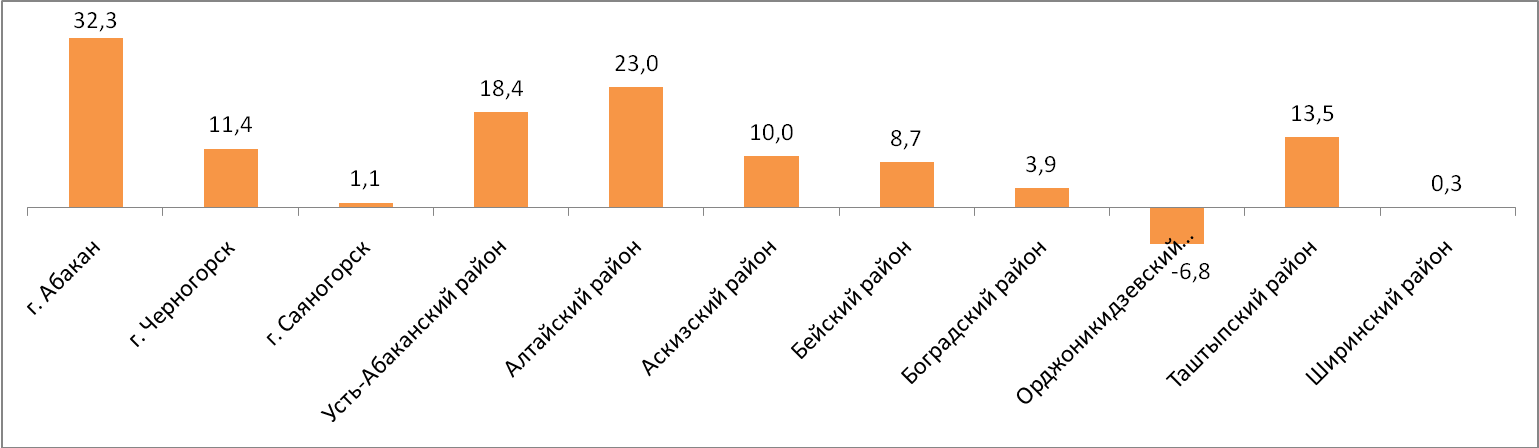 32,3
11,4
1,1
18,4
23,0
10,0
8,7
3,9
-6,8
13,5
0,3
г. Абакан
г. Черногорск
г. Саяногорск
Усть-Абаканский район
Алтайский район
Аскизский район
Бейский район
Боградский район
Орджоникидзевский...
Таштыпский район
Ширинский район